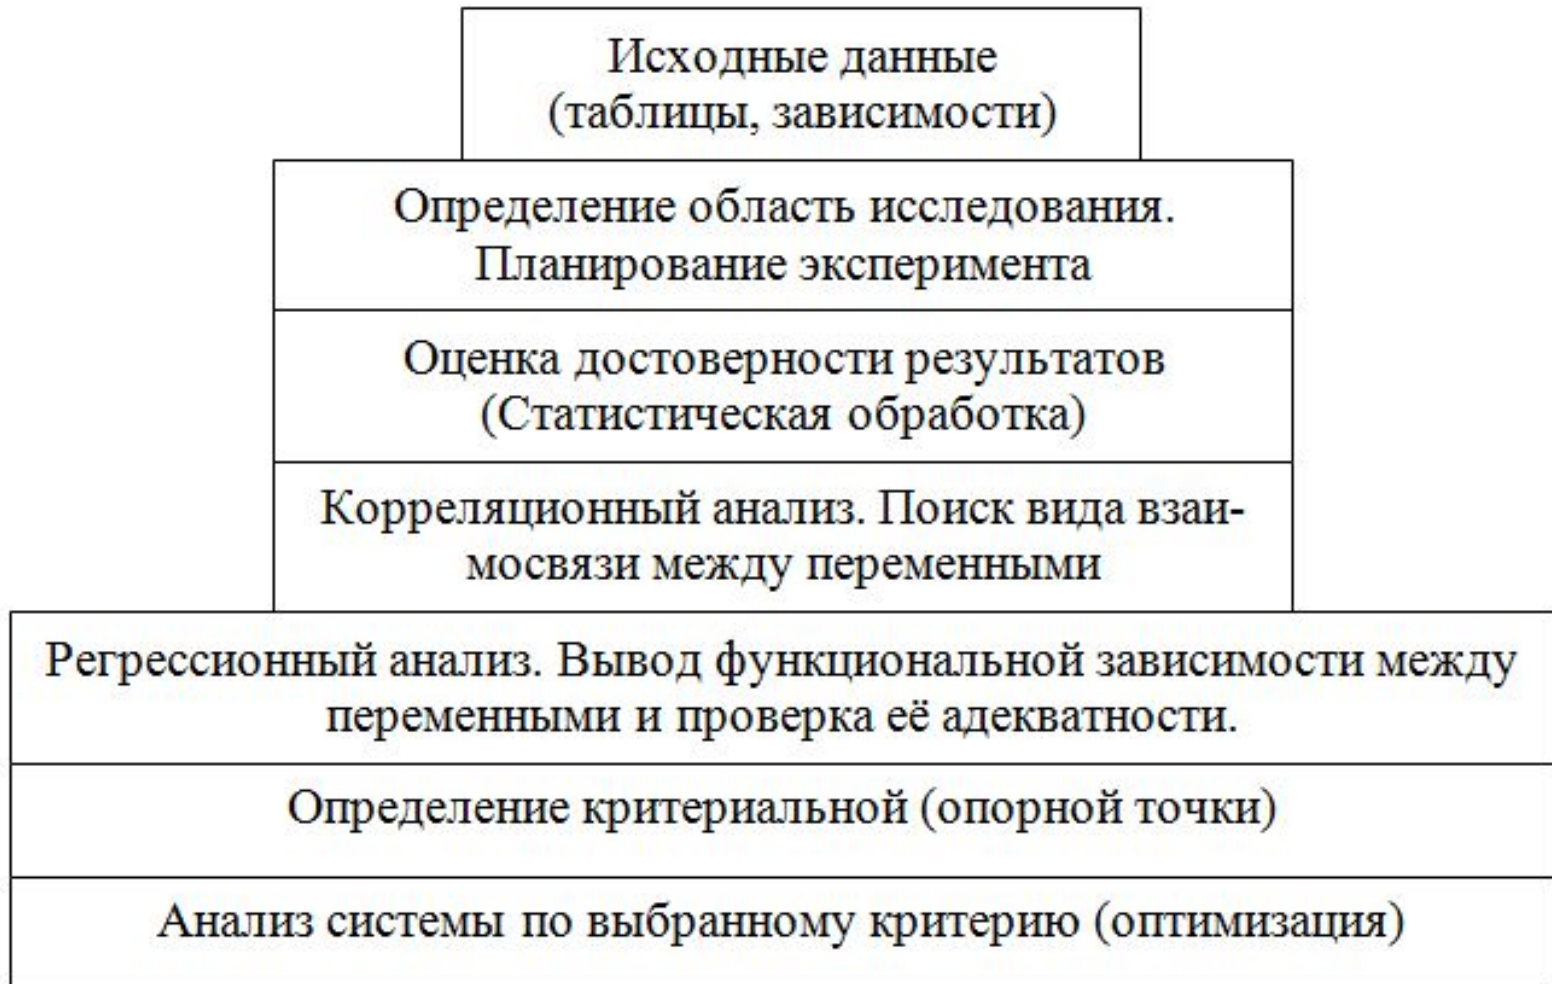 Исходные данные
(таблицы, зависимости)
Определение область исследования.
Планирование эксперимента
Оценка достоверности результатов
(Статистическая обработка)
Корреляционный анализ. Поиск вида взаи-
мосвязи между переменными
Регрессионный анализ. Вывод функциональной зависимости между
переменными и проверка её адекватности.
Определение критериальной (опорной точки)
Анализ системы по выбранному критерию (оптимизация)